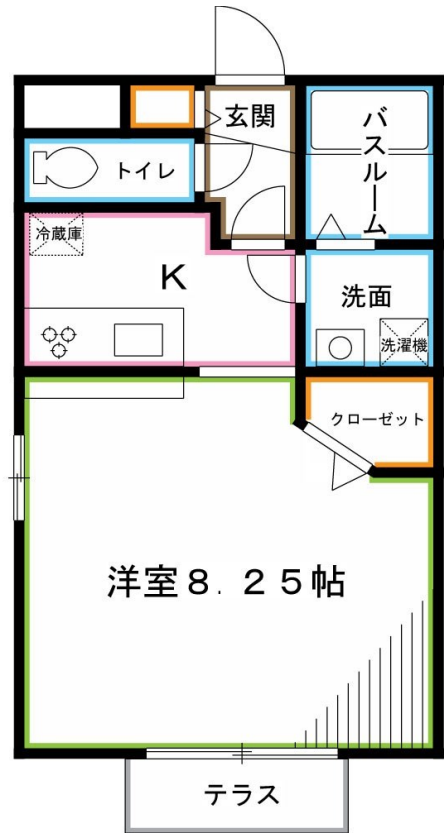 玄関
バスルーム
トイレ
冷蔵庫
K
洗面
洗濯機
クローゼット
洋室8.25帖
テラス